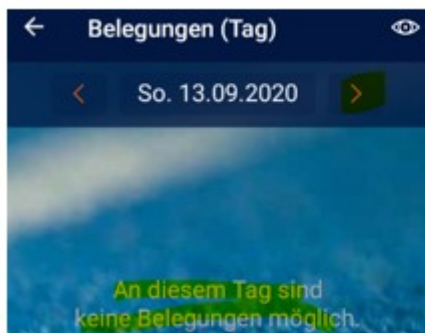 Belegungen (Tag)
So. 13.09.2020
An diesem Tag sind
keine Belegungen möglich.